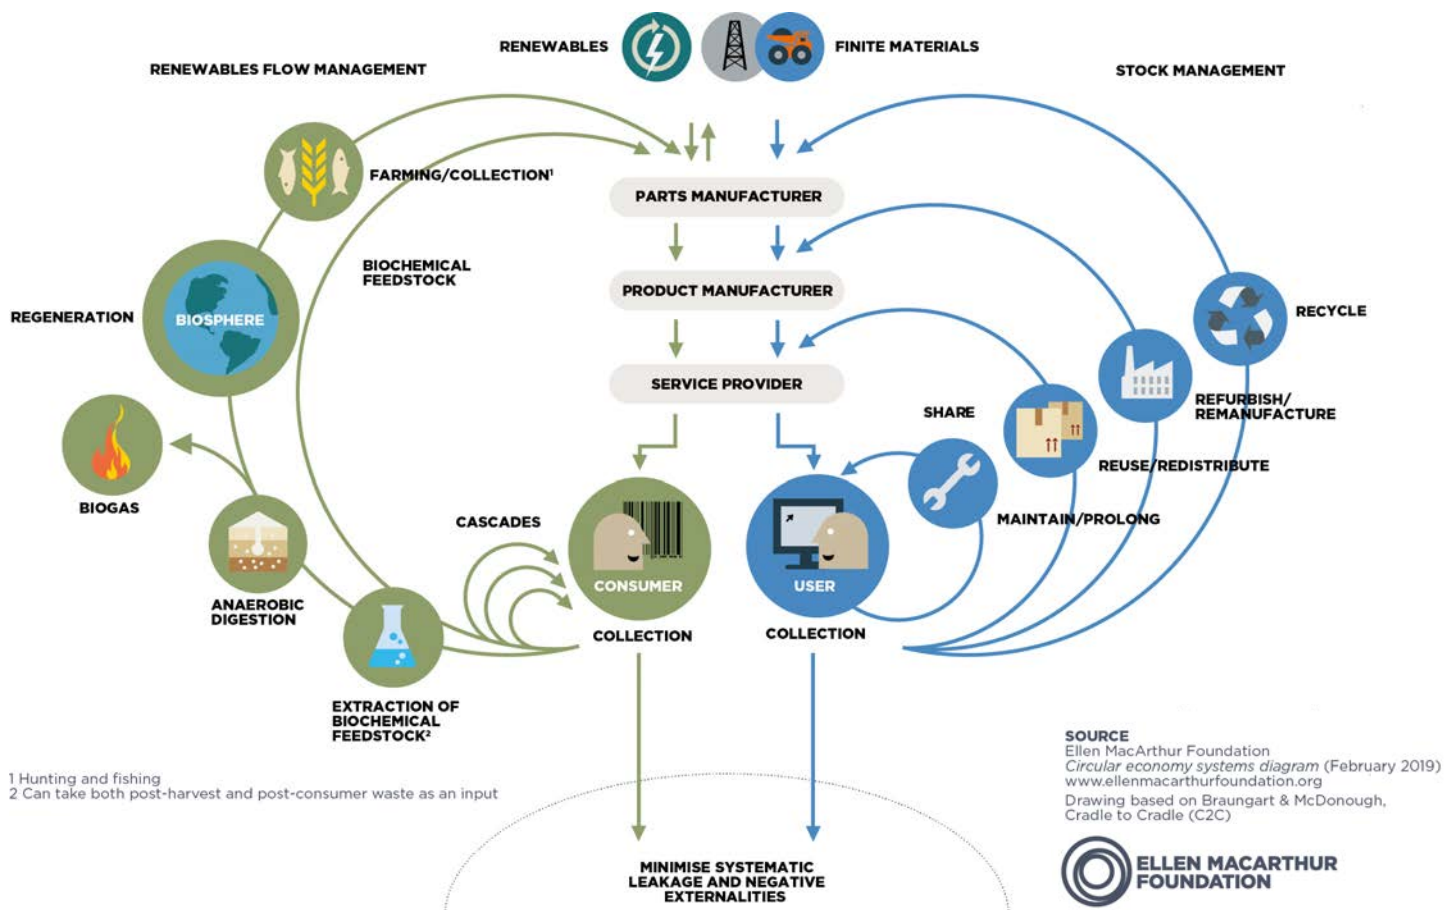 RENEWABLES
FINITE MATERIALS
RENEWABLES FLOW MANAGEMENT
STOCK MANAGEMENT
FARMING/COLLECTION¹
PARTS MANUFACTURER
BIOCHEMICAL
FEEDSTOCK
PRODUCT MANUFACTURER
REGENERATION
BIOSPHERE
RECYCLE
SERVICE PROVIDER
SHARE
REFURBISH/
REMANUFACTURE
REUSE/REDISTRIBUTE
BIOGAS
CASCADES
MAINTAIN/PROLONG
CONSUMER
USER
ANAEROBIC
DIGESTION
COLLECTION
COLLECTION
EXTRACTION OF
BIOCHEMICAL
FEEDSTOCK²
1 Hunting and fishing
2 Can take both post-harvest and post-consumer waste as an input
MINIMISE SYSTEMATIC
LEAKAGE AND NEGATIVE
EXTERNALITIES
SOURCE
Ellen MacArthur Foundation
Circular economy systems diagram (February 2019)
www.ellenmacarthurfoundation.org
Drawing based on Braungart & McDonough,
Cradle to Cradle (C2C)
ELLEN MACARTHUR
FOUNDATION